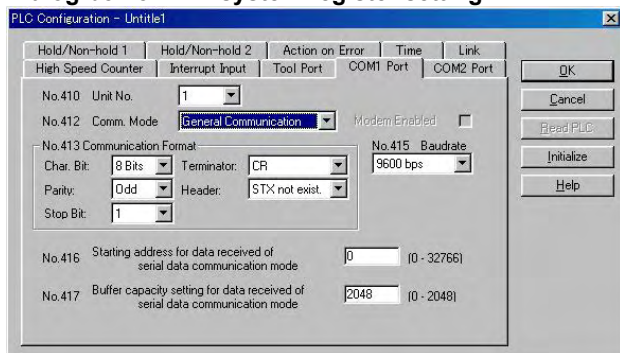 PLC Configuration - Untitle1
Hold/Non-hold 1 Hold/Non-hold 2 Action on Error Time Link
High Speed Counter Interrupt Input Tool Port COM1 Port COM2 Port
No.410 Unit No. 1
No.412 Comm. Mode General Communication Modem Enabled
No.413 Communication Format No.415 Baudrate
Char. Bit: 8 Bits Terminator: CR 9600 bps
Parity: Odd Header: STX not exist.
Stop Bit: 1
No.416 Starting address for data received of
serial data communication mode 0 (0 - 32766)
No.417 Buffer capacity setting for data received of
serial data communication mode 2048 (0 - 2048)
OK
Cancel
Read PLC
Initialize
Help